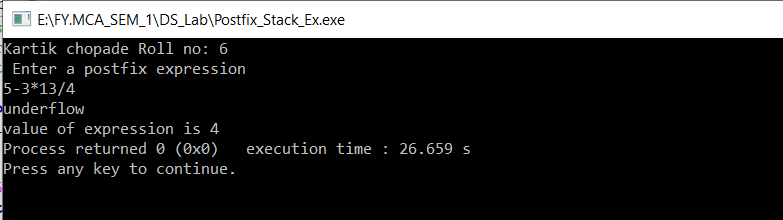 E:\FY.MCA_SEM_1\DS_Lab\Postfix_Stack_Ex.exe
Kartik chopade Roll no: 6
 Enter a postfix expression
5-3*13/4
underflow
value of expression is 4
Process returned 0 (0x0)   execution time : 26.659 s
Press any key to continue.